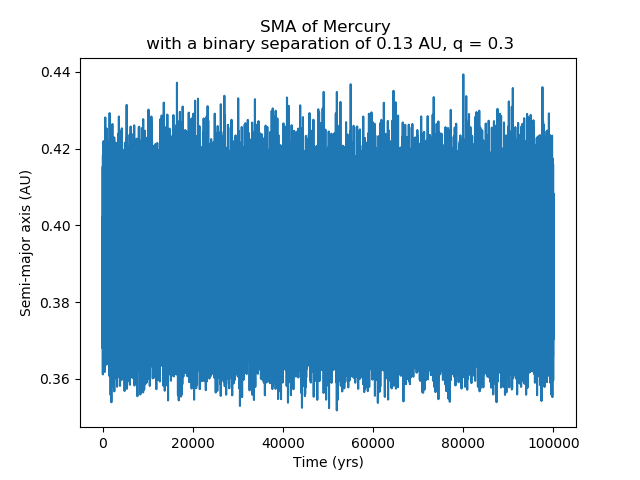 SMA of Mercury
with a binary separation of 0.13 AU, q = 0.3
0.44
0.42
0.40
0.38
0.36
Semi-major axis (AU)
0 20000 40000 60000 80000 100000
Time (yrs)